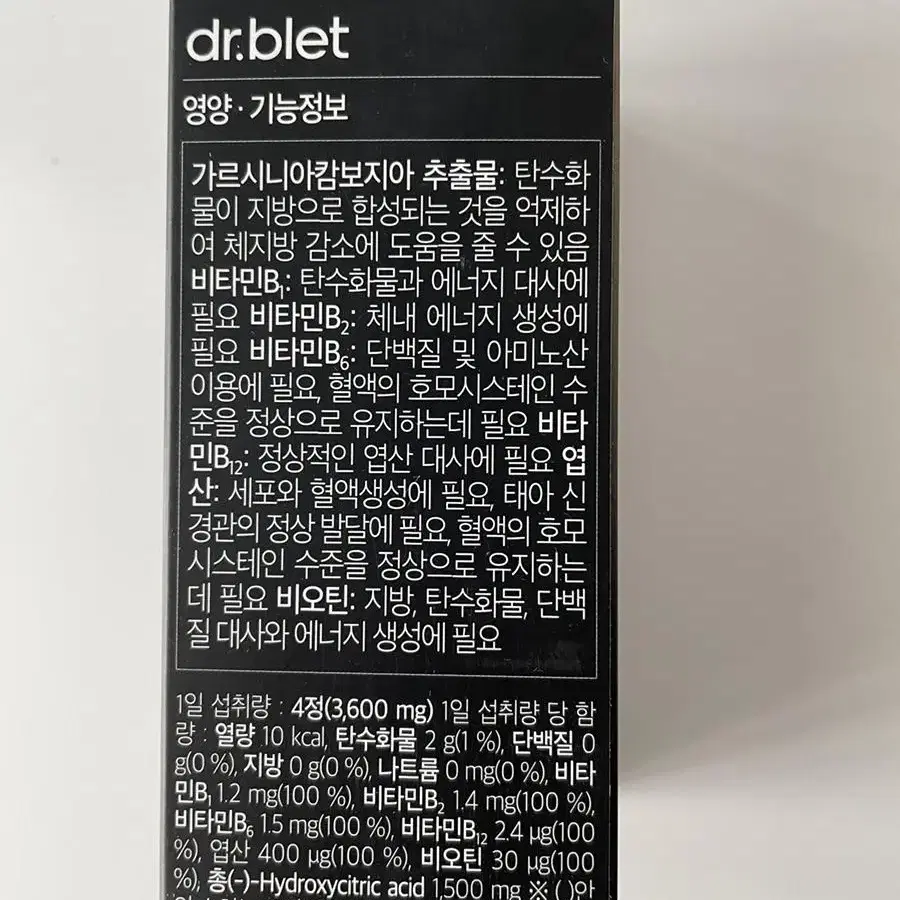 dr.blet
영양·기능정보
가르시니아캄보지아 추출물: 탄수화
물이 지방으로 합성되는 것을 억제하
여 체지방 감소에 도움을 줄 수 있음
비타민B₁: 탄수화물과 에너지 대사에
필요 비타민B₂: 체내 에너지 생성에
필요 비타민B₆: 단백질 및 아미노산
이용에 필요, 혈액의 호모시스테인 수
준을 정상으로 유지하는데 필요 비타
민B₁₂: 정상적인 엽산 대사에 필요 엽
산: 세포와 혈액생성에 필요, 태아 신
경관의 정상 발달에 필요, 혈액의 호모
시스테인 수준을 정상으로 유지하는
데 필요 비오틴: 지방, 탄수화물, 단백
질 대사와 에너지 생성에 필요
1일 섭취량 : 4정(3,600 mg) 1일 섭취량 당 함
량 : 열량 10 kcal, 탄수화물 2 g(1 %), 단백질 0
g(0 %), 지방 0 g(0 %), 나트륨 0 mg(0 %), 비타
민B₁ 1.2 mg(100 %), 비타민B₂ 1.4 mg(100 %),
비타민B₆ 1.5 mg(100 %), 비타민B₁₂ 2.4 μg(100
%), 엽산 400 μg(100 %), 비오틴 30 μg(100
%), 총(-)-Hydroxycitric acid 1,500 mg ※ ( )안